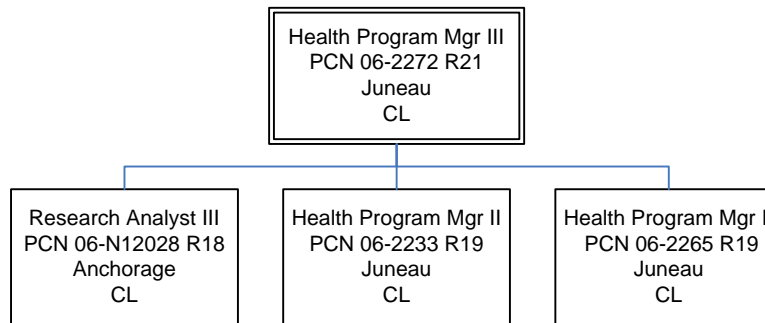 Health Program Mgr III
PCN 06-2272 R21
Juneau
CL
Research Analyst III
PCN 06-N12028 R18
Anchorage
CL
Health Program Mgr II
PCN 06-2233 R19
Juneau
CL
Health Program Mgr
PCN 06-2265 R19
Juneau
CL